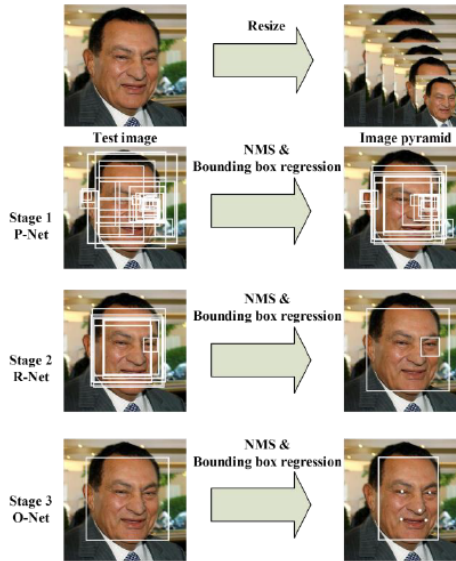 Resize
Test image
Image pyramid
NMS &
Bounding box regression
Stage 1
P-Net
NMS &
Bounding box regression
Stage 2
R-Net
NMS &
Bounding box regression
Stage 3
O-Net